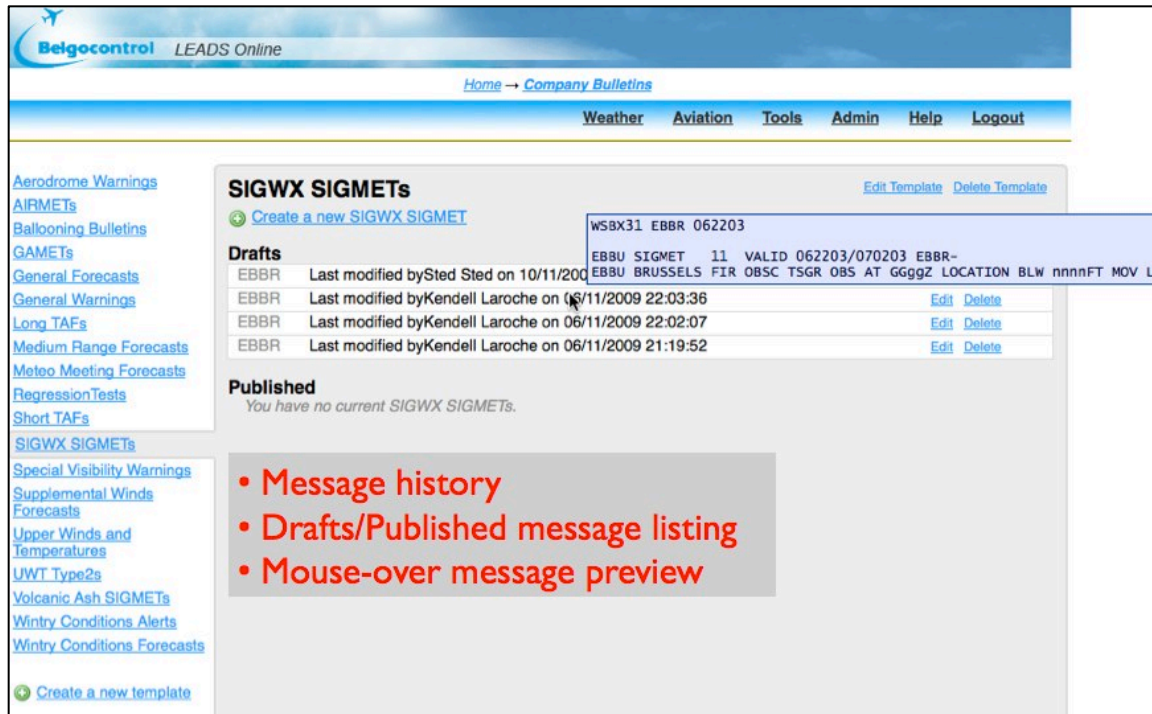 Belgocontrol LEADS Online
Home → Company Bulletins
Weather Aviation Tools Admin Help Logout
Aerodrome Warnings
AIRMETs
Ballooning Bulletins
GAMETs
General Forecasts
General Warnings
Long TAFs
Medium Range Forecasts
Meteo Meeting Forecasts
RegressionTests
Short TAFs
SIGWX SIGMETs
Special Visibility Warnings
Supplemental Winds
Forecasts
Upper Winds and
Temperatures
UWT Type2s
Volcanic Ash SIGMETs
Wintry Conditions Alerts
Wintry Conditions Forecasts
Create a new template
SIGWX SIGMETs
Edit Template Delete Template
Create a new SIGWX SIGMET
WSBX31 EBBR 062203
EBBU SIGMET 11 VALID 062203/070203 EBBR-
EBBU BRUSSELS FIR OBSC TSGR OBS AT GGggZ LOCATION BLW nnnnFT MOV L
Drafts
EBBR Last modified bySted Sted on 10/11/200
EBBR Last modified byKendell Laroche on 06/11/2009 22:03:36 Edit Delete
EBBR Last modified byKendell Laroche on 06/11/2009 22:02:07 Edit Delete
EBBR Last modified byKendell Laroche on 06/11/2009 21:19:52 Edit Delete
Published
You have no current SIGWX SIGMETs.
• Message history
• Drafts/Published message listing
• Mouse-over message preview